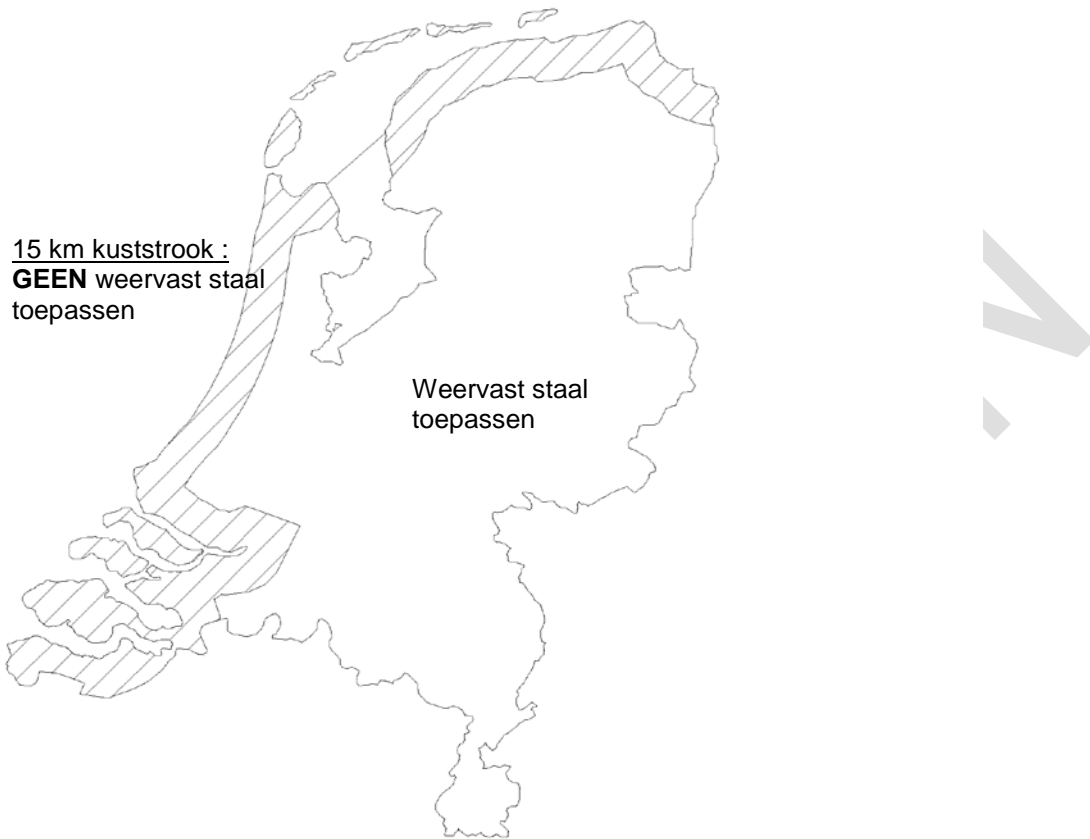 15 km kuststrook :
GEEN weervast staal
toepassen
Weervast staal
toepassen